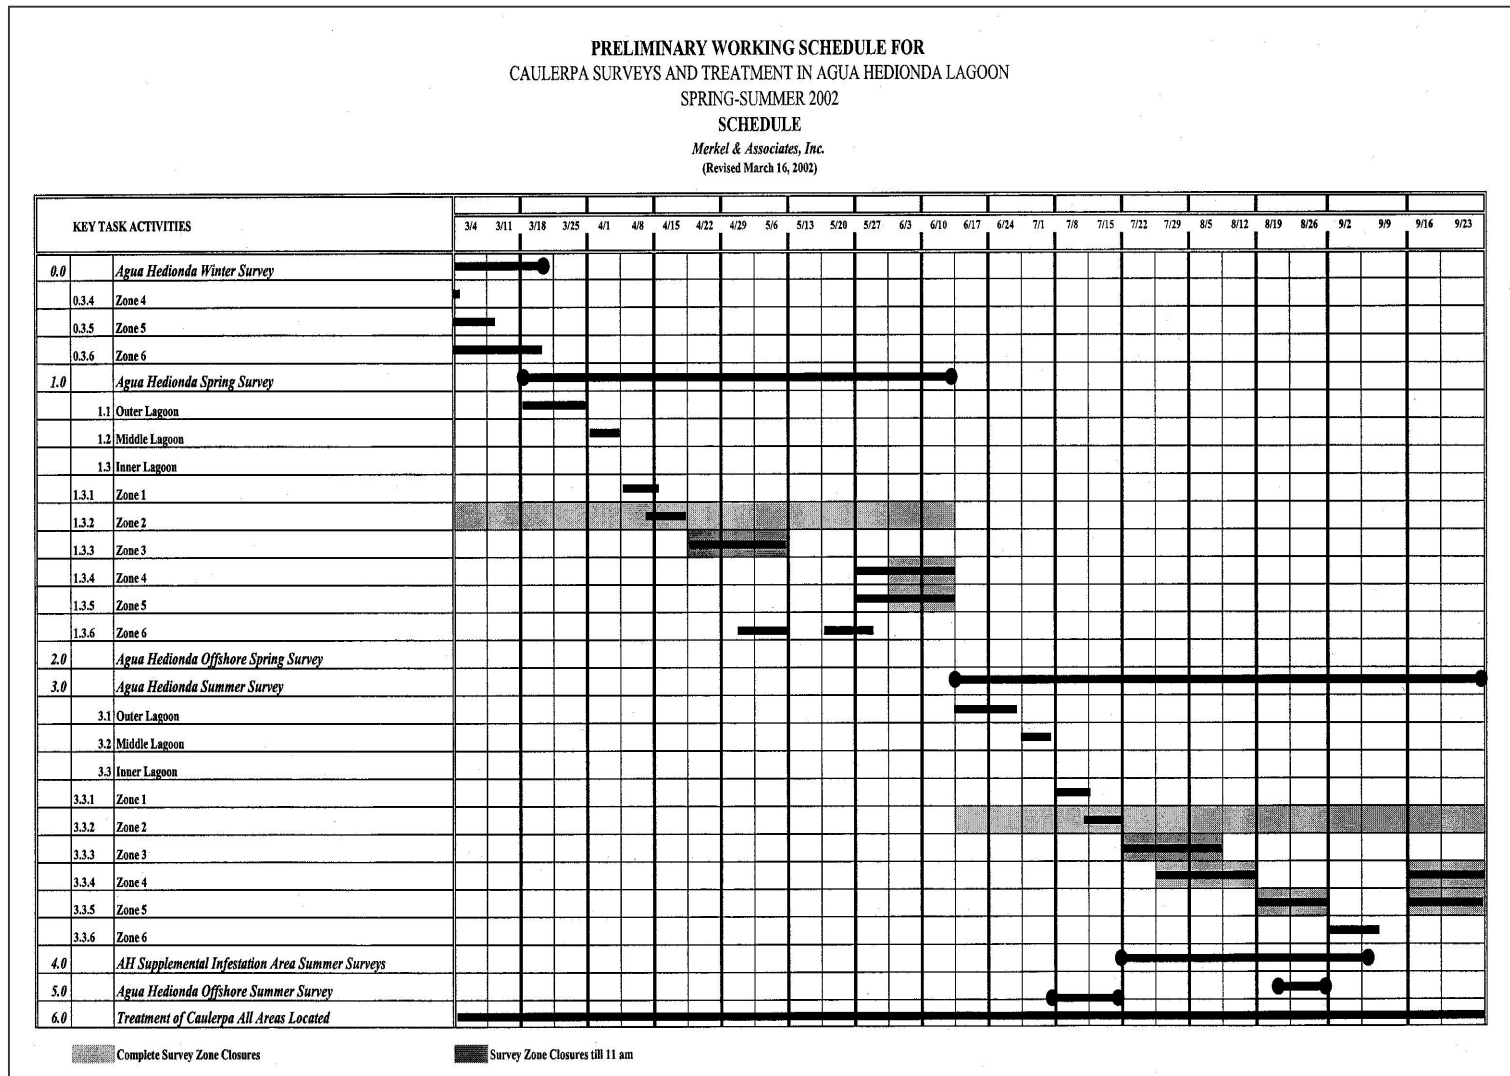 PRELIMINARY WORKING SCHEDULE FOR
CAULERPA SURVEYS AND TREATMENT IN AGUA HEDIONDA LAGOON
SPRING-SUMMER 2002
SCHEDULE
Merkel & Associates, Inc.
(Revised March 16, 2002)
KEY TASK ACTIVITIES 3/4 3/11 3/18 3/25 4/1 4/8 4/15 4/22 4/29 5/6 5/13 5/20 5/27 6/3 6/10 6/17 6/24 7/1 7/8 7/15 7/22 7/29 8/5 8/12 8/19 8/26 9/2 9/9 9/16 9/23
0.0 Agua Hedionda Winter Survey
0.3.4 Zone 4
0.3.5 Zone 5
0.3.6 Zone 6
1.0 Agua Hedionda Spring Survey
1.1 Outer Lagoon
1.2 Middle Lagoon
1.3 Inner Lagoon
1.3.1 Zone 1
1.3.2 Zone 2
1.3.3 Zone 3
1.3.4 Zone 4
1.3.5 Zone 5
1.3.6 Zone 6
2.0 Agua Hedionda Offshore Spring Survey
3.0 Agua Hedionda Summer Survey
3.1 Outer Lagoon
3.2 Middle Lagoon
3.3 Inner Lagoon
3.3.1 Zone 1
3.3.2 Zone 2
3.3.3 Zone 3
3.3.4 Zone 4
3.3.5 Zone 5
3.3.6 Zone 6
4.0 AH Supplemental Infestation Area Summer Surveys
5.0 Agua Hedionda Offshore Summer Survey
6.0 Treatment of Caulerpa All Areas Located
Complete Survey Zone Closures Survey Zone Closures till 11 am